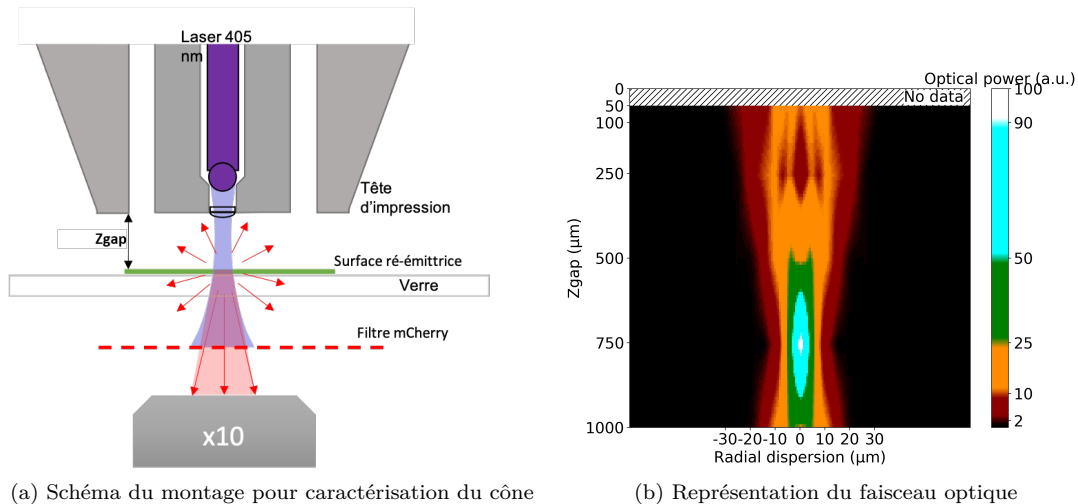 Laser 405
nm
Tête
d'impression
Zgap
Surface ré-émittrice
Verre
Filtre mCherry
x10
(a) Schéma du montage pour caractérisation du cône
Optical power (a.u.)
No data
0
50
100
250
500
750
1000
Zgap (µm)
-30
-20
-10
0
10
20
30
Radial dispersion (µm)
100
90
50
25
10
2
(b) Représentation du faisceau optique